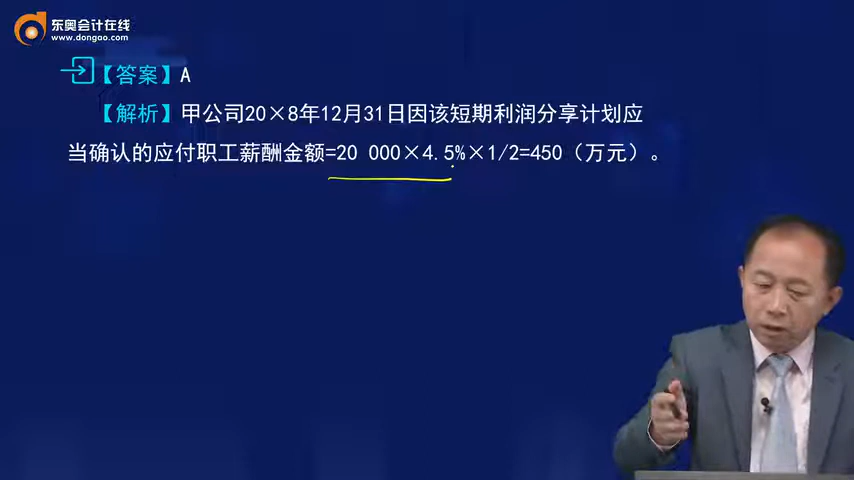 东奥会计在线
www.dongao.com
【答案】A
【解析】甲公司20×8年12月31日因该短期利润分享计划应
当确认的应付职工薪酬金额=20 000×4.5%×1/2=450（万元）。